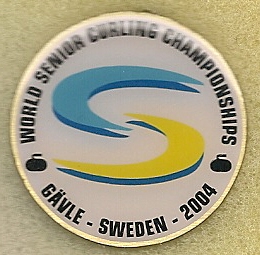 WORLD SENIOR CURLING CHAMPIONSHIPS
GÄVLE - SWEDEN - 2004